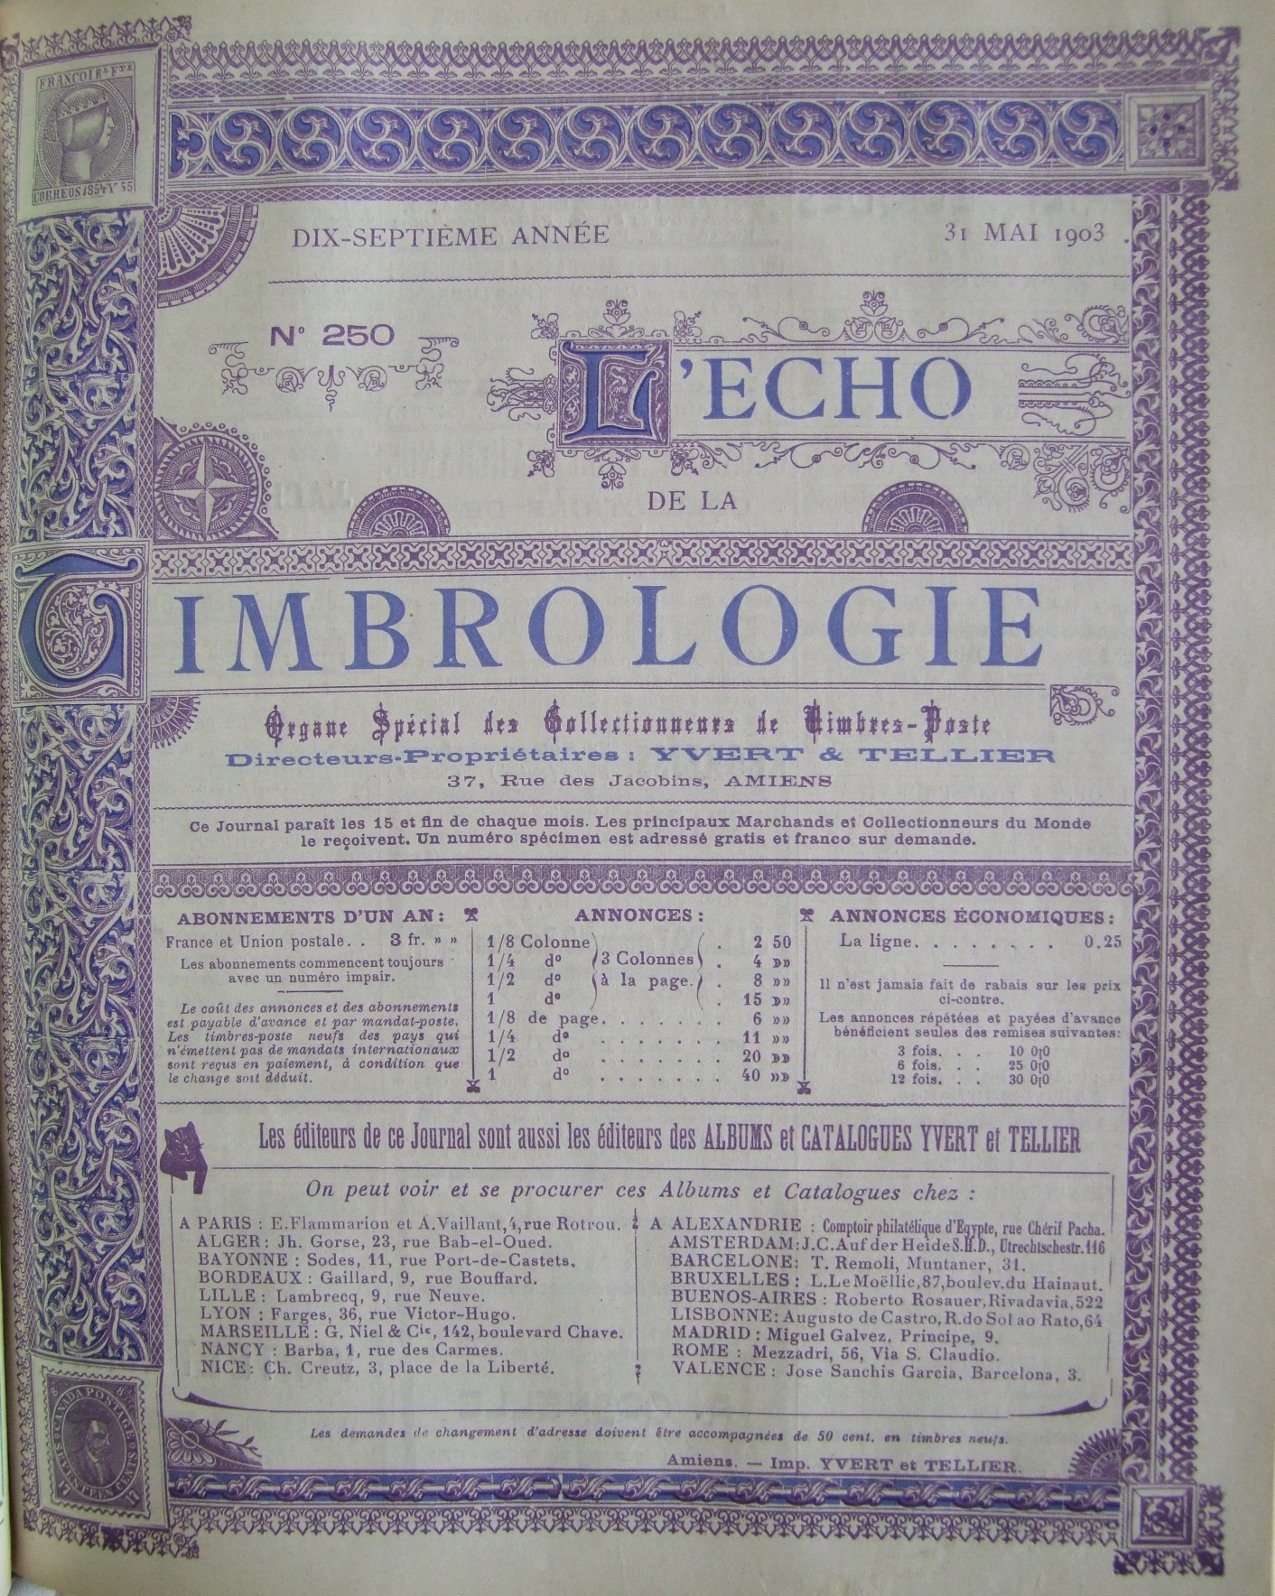 FRANCO 1Rl. Fte
CORREOS 1854 Y 55
DIX-SEPTIÈME ANNÉE
31 MAI 1903
N° 250
L'ECHO
DE LA
TIMBROLOGIE
Organe Spécial des Collectionneurs de Timbres-Poste
Directeurs-Propriétaires : YVERT & TELLIER
37, Rue des Jacobins, AMIENS
Ce Journal paraît les 15 et fin de chaque mois. Les principaux Marchands et Collectionneurs du Monde
le reçoivent. Un numéro spécimen est adressé gratis et franco sur demande.
ABONNEMENTS D'UN AN:
France et Union postale. . 3 fr. » »
Les abonnements commencent toujours
avec un numéro impair.
Le coût des annonces et des abonnements
est payable d'avance et par mandat-poste.
Les timbres-poste neufs des pays qui
n'émettent pas de mandats internationaux
sont reçus en paiement, à condition que
le change soit déduit.
ANNONCES :
1/8 Colonne . 2 50
1/4 d° 3 Colonnes . 4 »»
1/2 d° à la page. . 8 »»
1 d° . 15 »»
1/8 de page. . . . . . . 6 »»
1/4 d° . . . . . . . 11 »»
1/2 d° . . . . . . . 20 »»
1 d° . . . . . . . 40 »»
ANNONCES ÉCONOMIQUES :
La ligne. . . . . . . . 0.25
Il n'est jamais fait de rabais sur les prix
ci-contre.
Les annonces répétées et payées d'avance
bénéficient seules des remises suivantes:
3 fois. . . 10 0|0
6 fois. . . 25 0|0
12 fois. . . 30 0|0
Les éditeurs de ce Journal sont aussi les éditeurs des ALBUMS et CATALOGUES YVERT et TELLIER
On peut voir et se procurer ces Albums et Catalogues chez :
A PARIS : E. Flammarion et A. Vaillant, 4, rue Rotrou.
ALGER : Jh. Gorse, 23, rue Bab-el-Oued.
BAYONNE : Sodes, 11, rue Port-de-Castets.
BORDEAUX : Gaillard, 9, rue Bouffard.
LILLE : Lambrecq, 9, rue Neuve.
LYON : Farges, 36, rue Victor-Hugo.
MARSEILLE : G. Niel & Cie, 142, boulevard Chave.
NANCY : Barba, 1, rue des Carmes.
NICE : Ch. Creutz, 3, place de la Liberté.
A ALEXANDRIE : Comptoir philatélique d'Egypte, rue Chérif Pacha.
AMSTERDAM : J.C. Auf der Heide S.H.D., Utrechtschestr. 116
BARCELONE : T. Remoli, Muntaner, 31.
BRUXELLES : L. Le Moëllic, 87, boulev. du Hainaut.
BUENOS-AIRES : Roberto Rosauer, Rivadavia, 522
LISBONNE : Augusto de Castro, R. do Sol ao Rato, 64
MADRID : Miguel Galvez, Principe, 9.
ROME : Mezzadri, 56, Via S. Claudio.
VALENCE : Jose Sanchis Garcia, Barcelona, 3.
CANADA POSTAGE
SEVENTEEN CENTS
Les demandes de changement d'adresse doivent être accompagnées de 50 cent. en timbres neufs.
Amiens. — Imp. YVERT et TELLIER.